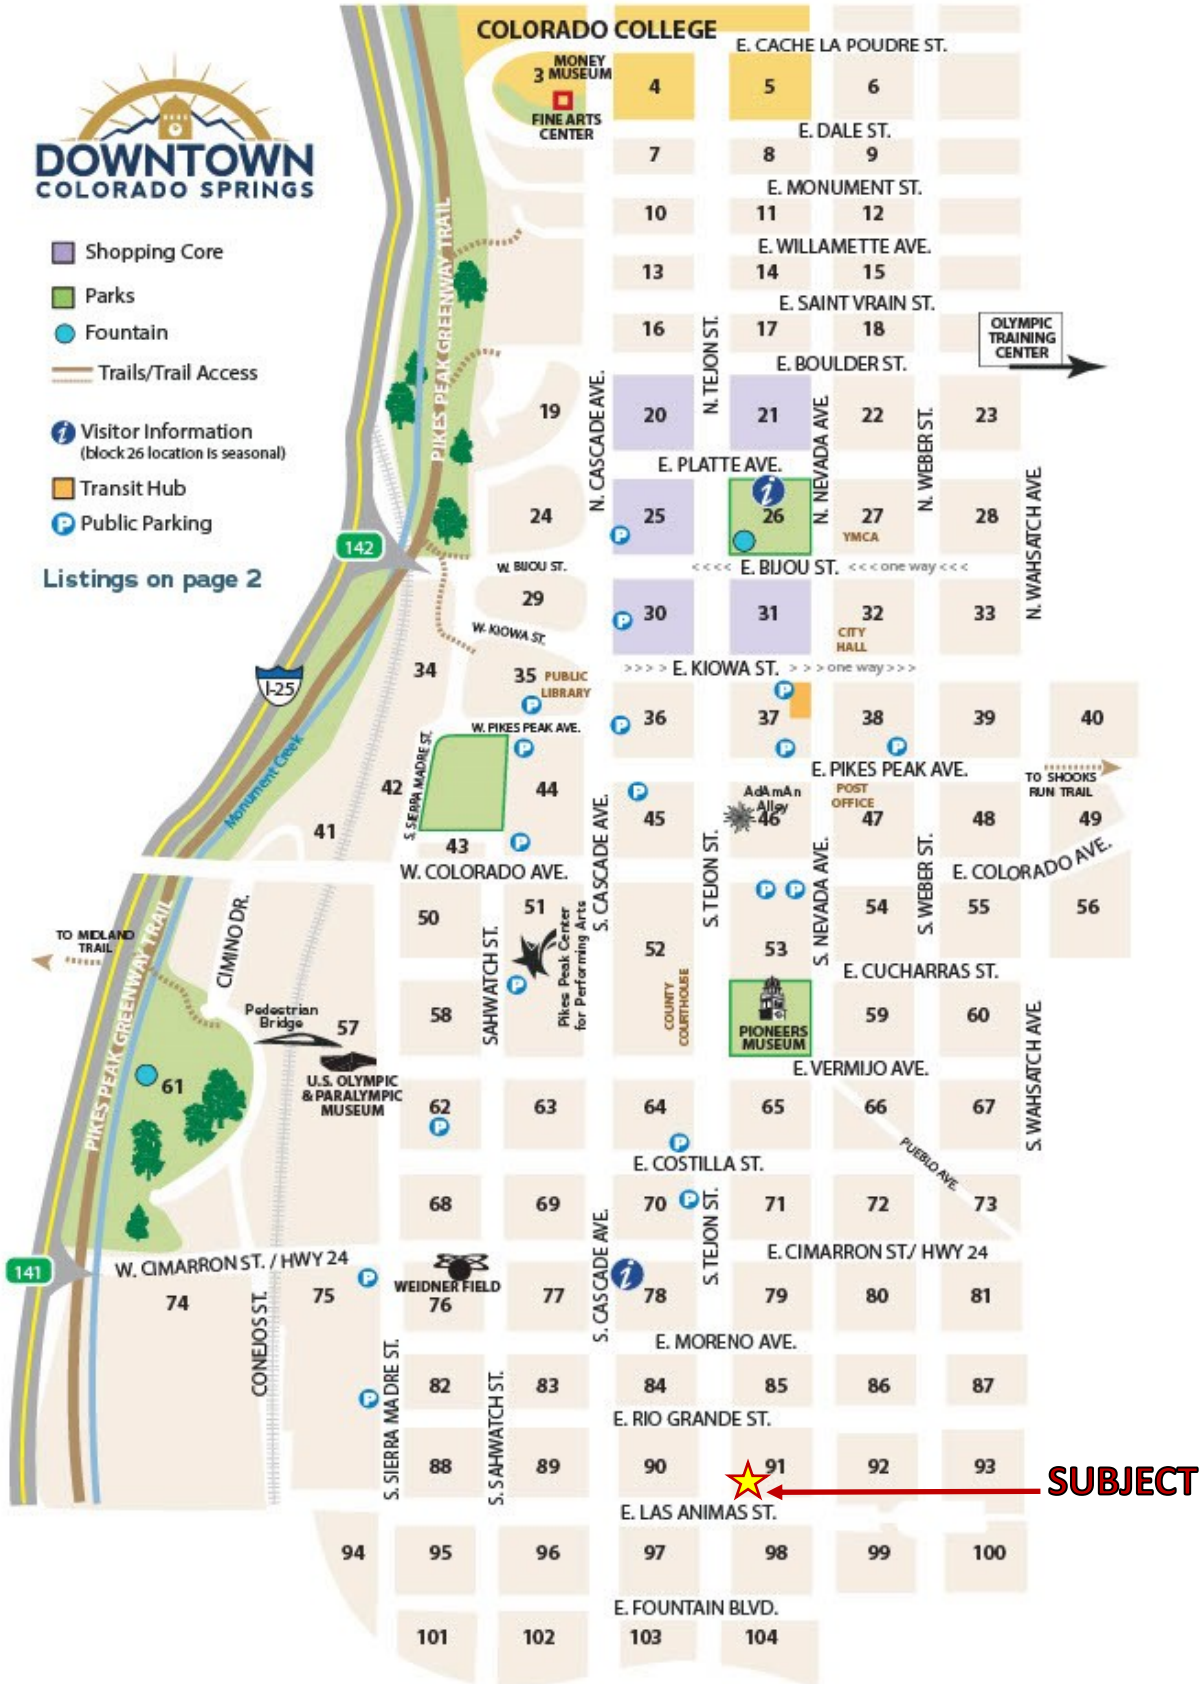 COLORADO COLLEGE
E. CACHE LA POUDRE ST.
MONEY
3 MUSEUM
4
5
6
FINE ARTS
CENTER
E. DALE ST.
DOWNTOWN
COLORADO SPRINGS
7
8
9
E. MONUMENT ST.
10
11
12
PIKES PEAK GREENWAY TRAIL
E. WILLAMETTE AVE.
Shopping Core
Parks
Fountain
Trails/Trail Access
Visitor Information
(block 26 location is seasonal)
Transit Hub
P
Public Parking
Listings on page 2
13
14
15
E. SAINT VRAIN ST.
16
17
18
N. TEJON ST.
OLYMPIC
TRAINING
CENTER
E. BOULDER ST.
19
N. CASCADE AVE.
20
21
N. NEVADA AVE.
22
N. WEBER ST.
23
E. PLATTE AVE.
24
25
P
i
26
27
YMCA
28
N. WAHSATCH AVE.
142
W. BIJOU ST.
<<<< E. BIJOU ST. <<<one way<<<
29
W. KIOWA ST.
P
30
31
32
CITY
HALL
33
>>>> E. KIOWA ST. >>>one way>>>
I-25
34
35
PUBLIC
LIBRARY
P
W. PIKES PEAK AVE.
P
36
P
37
P
P
38
P
39
40
E. PIKES PEAK AVE.
TO SHOOKS
RUN TRAIL
Monument Creek
S. SIERRA MADRE ST.
41
42
43
44
P
S. CASCADE AVE.
P
45
AdAmAn
Alley
46
POST
OFFICE
47
48
49
W. COLORADO AVE.
S. TEJON ST.
S. NEVADA AVE.
S. WEBER ST.
E. COLORADO AVE.
TO MIDLAND
TRAIL
PIKES PEAK GREENWAY TRAIL
CIMINO DR.
50
SAHWATCH ST.
51
Pikes Peak Center
for Performing Arts
P
52
COUNTY
COURTHOUSE
P
P
53
54
55
56
E. CUCHARRAS ST.
Pedestrian
Bridge
57
58
PIONEERS
MUSEUM
59
60
S. WAHSATCH AVE.
E. VERMIJO AVE.
U.S. OLYMPIC
& PARALYMPIC
MUSEUM
61
62
P
63
64
P
65
66
67
PUEBLO AVE.
E. COSTILLA ST.
68
69
70
P
71
72
73
S. CASCADE AVE.
S. TEJON ST.
141
W. CIMARRON ST. / HWY 24
E. CIMARRON ST./ HWY 24
74
CONEJOS ST.
75
P
WEIDNER FIELD
76
77
i
78
79
80
81
E. MORENO AVE.
S. SIERRA MADRE ST.
P
82
S. SAHWATCH ST.
83
84
85
86
87
E. RIO GRANDE ST.
88
89
90
91
92
93
SUBJECT
E. LAS ANIMAS ST.
94
95
96
97
98
99
100
E. FOUNTAIN BLVD.
101
102
103
104